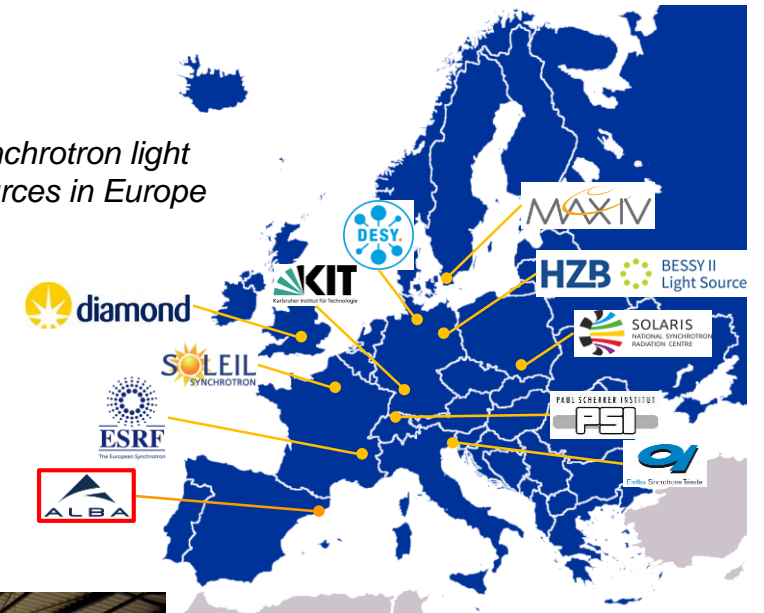 nchrotron light
urces in Europe
MAX IV
DESY.
HZB
BESSY II
Light Source
KIT
Karlsruher Institut für Technologie
diamond
SOLARIS
NATIONAL SYNCHROTRON
RADIATION CENTRE
SOLEIL
SYNCHROTRON
PAUL SCHERRER INSTITUT
PSI
ESRF
The European Synchrotron
Elettra Sincrotrone Trieste
ALBA